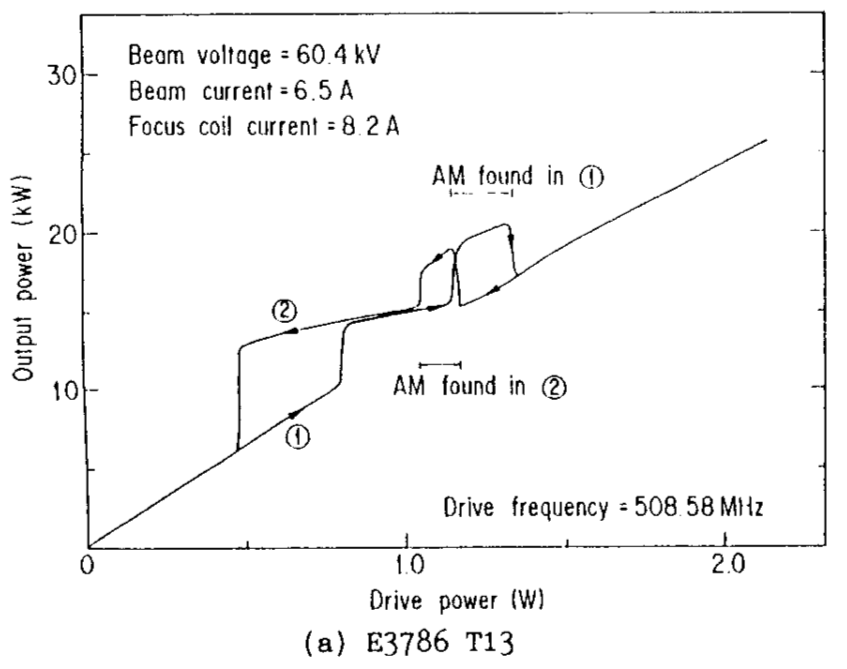 Beam voltage = 60.4 kV
Beam current = 6.5 A
Focus coil current = 8.2 A
30
20
10
0
1.0
2.0
Output power (kW)
AM found in ①
②
①
AM found in ②
Drive frequency = 508.58 MHz
Drive power (W)
(a) E3786 T13